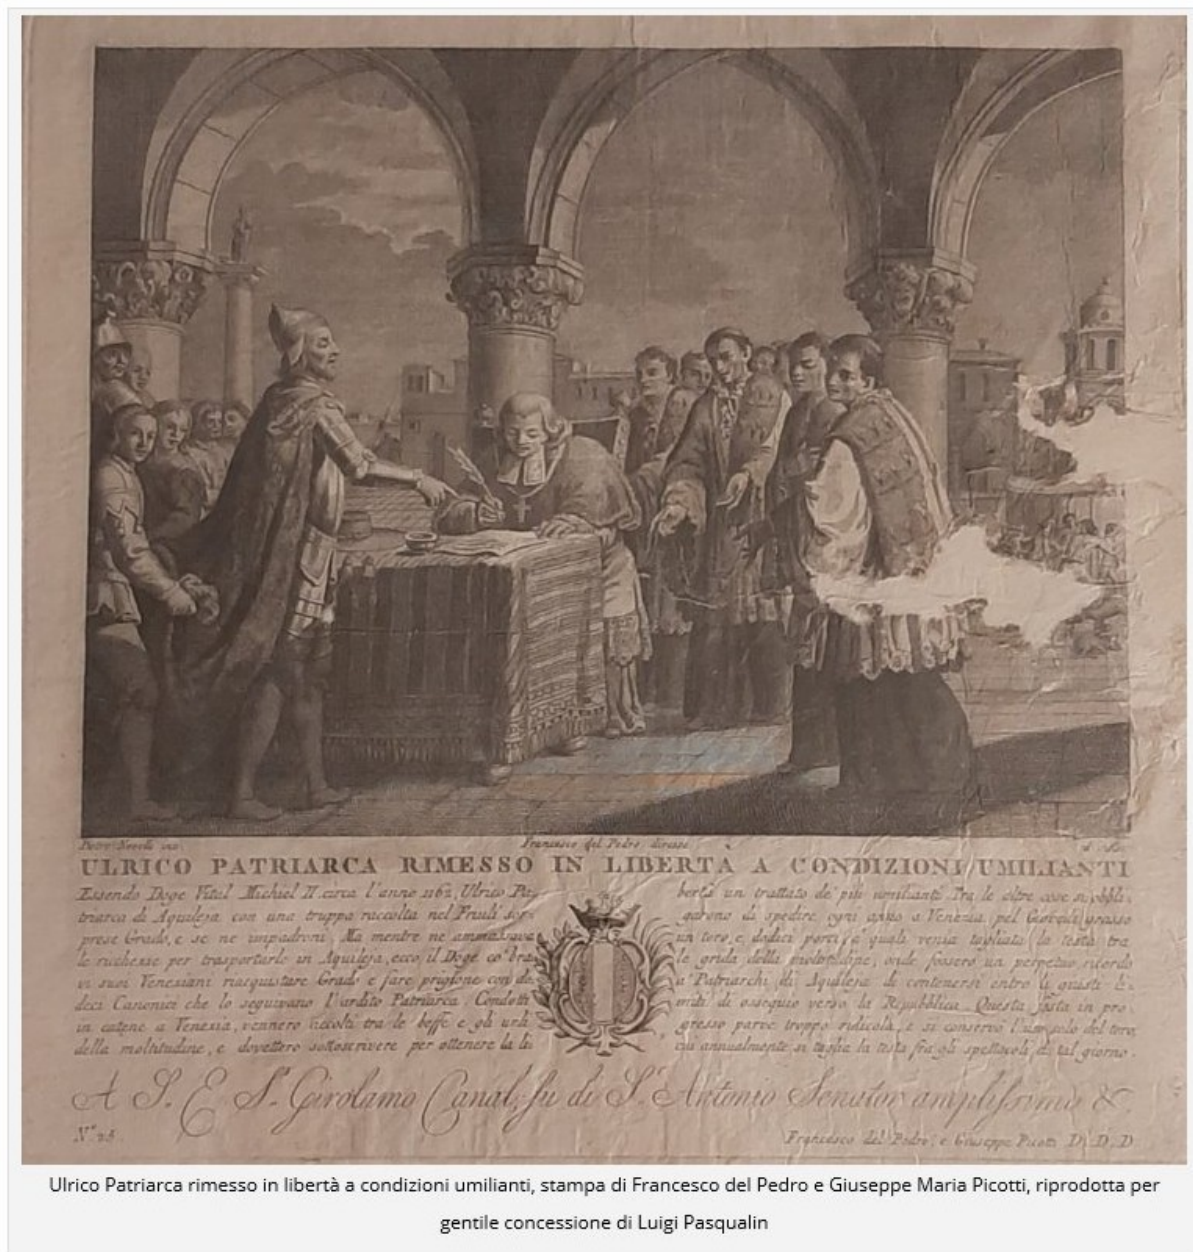 Pietro Novelli inv.
Francesco del Pedro diresse
ULRICO PATRIARCA RIMESSO IN LIBERTÀ A CONDIZIONI UMILIANTI
Essendo Doge Vital Michiel II circa l'anno 1162, Ulrico Pa-
triarca di Aquileja con una truppa raccolta nel Friuli sor-
prese Grado, e se ne impadronì. Ma mentre ne ammassava
le ricchezze per trasportarle in Aquileja, ecco il Doge co' bra-
vi suoi Veneziani riaquistare Grado e fare prigione con do-
deci Canonici che lo seguivano l'ardito Patriarca. Condotti
in catene a Venezia, vennero accolti tra le beffe e gli urli
della moltitudine, e dovettero sottoscrivere per ottenere la li-
bertà un trattato de' più umilianti. Tra le altre cose si obbli-
garono di spedire ogni anno a Venezia pel Giovedì grasso
un toro e dodici porci, a' quali venia tagliata la testa tra
le grida della moltitudine, onde fossero un perpetuo ricordo
a' Patriarchi di Aquileja di contenersi entro li giusti li-
miti di ossequio verso la Repubblica. Questa festa in pro-
gresso parve troppo ridicola, e si conservò l'uso solo del toro,
cui annualmente si taglia la testa fra gli spettacoli di tal giorno.
A S. E. Sr. Girolamo Canal, fu di Sr. Antonio Senator amplissimo &
N° 25.
Francesco del Pedro, e Giuseppe Picotti D. D. D.
Ulrico Patriarca rimesso in libertà a condizioni umilianti, stampa di Francesco del Pedro e Giuseppe Maria Picotti, riprodotta per
gentile concessione di Luigi Pasqualin